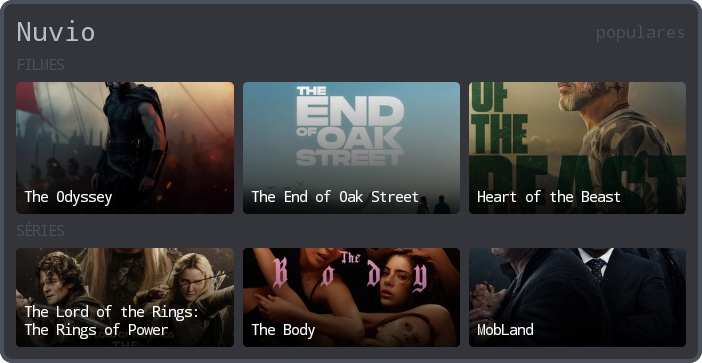 Nuvio
populares
FILMES
THE
END
OF OAK
STREET
OF
THE
BEAST
The Odyssey
The End of Oak Street
Heart of the Beast
SÉRIES
The
Body
The Lord of the Rings:
The Rings of Power
The Body
MobLand